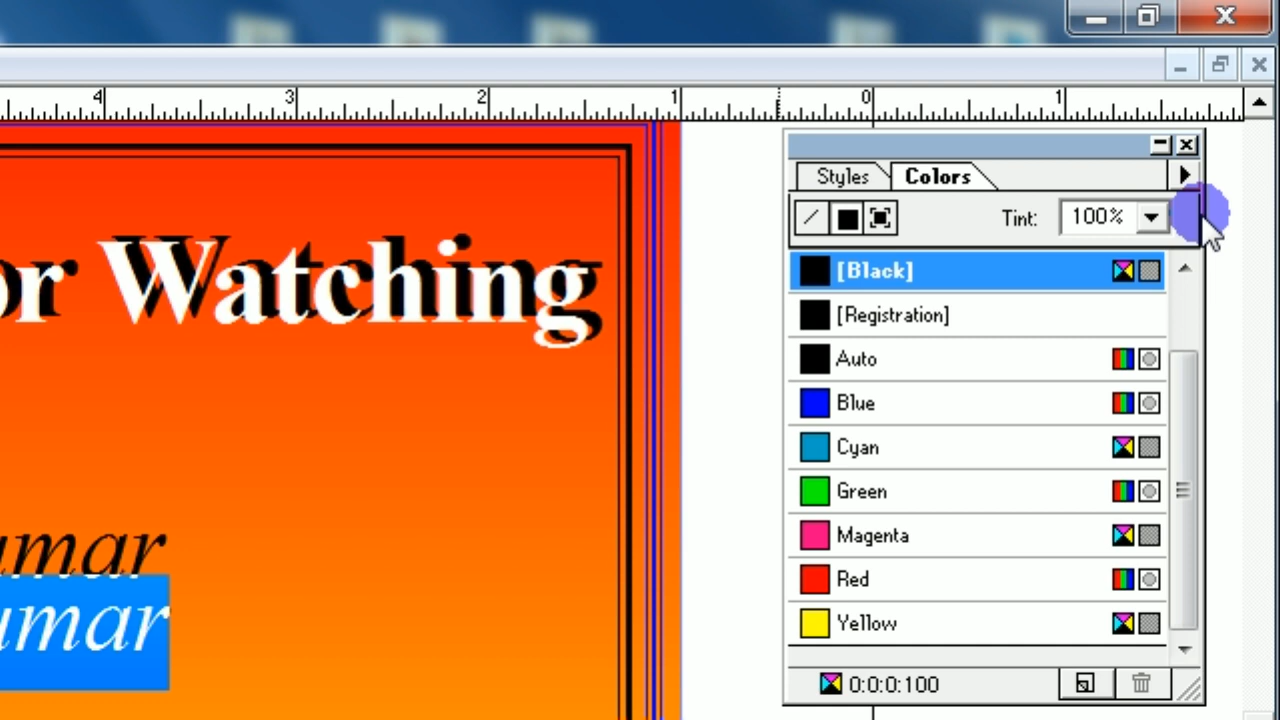 4 3 2 1 0 1
Styles Colors
Tint: 100%
or Watching
[Black]
[Registration]
Auto
Blue
Cyan
Green
Magenta
Red
Yellow
umar
umar
0:0:0:100